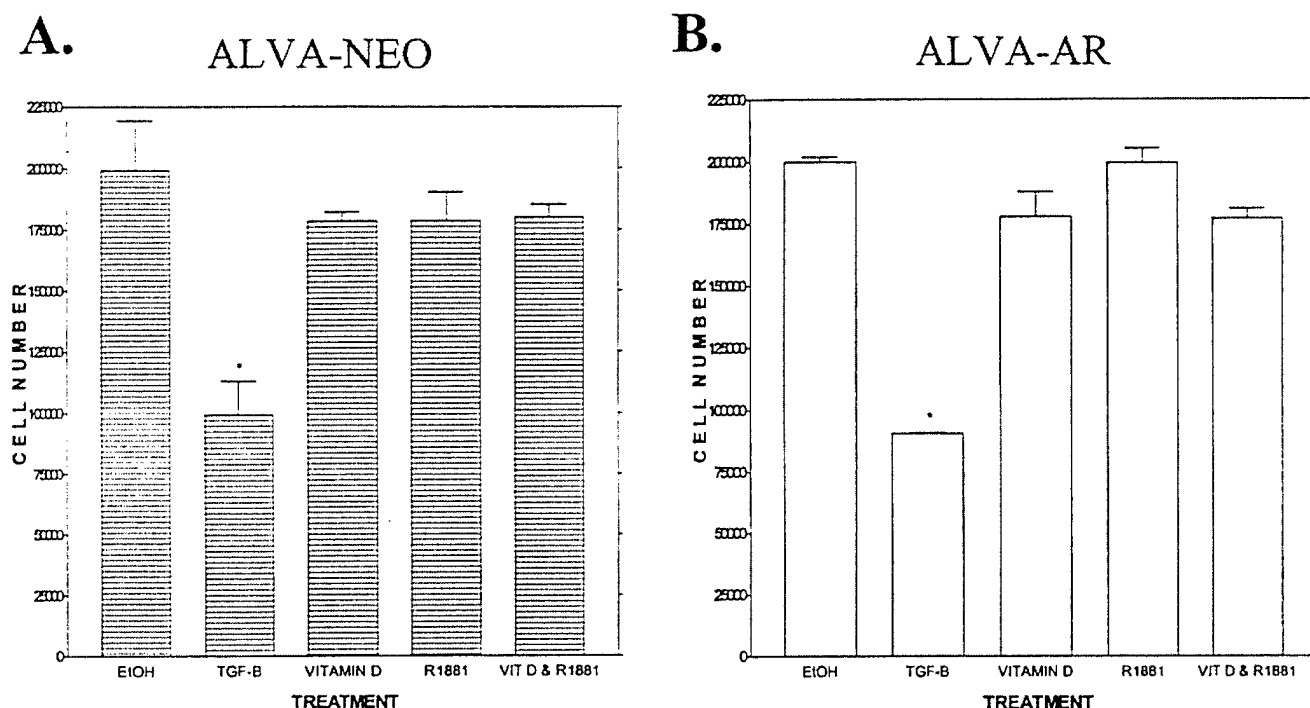 A.
ALVA-NEO
225000
200000
175000
150000
125000
100000
75000
50000
25000
0
CELL NUMBER
EtOH TGF-B VITAMIN D R1881 VIT D & R1881
TREATMENT
B.
ALVA-AR
225000
200000
175000
150000
125000
100000
75000
50000
25000
0
CELL NUMBER
EtOH TGF-B VITAMIN D R1881 VIT D & R1881
TREATMENT